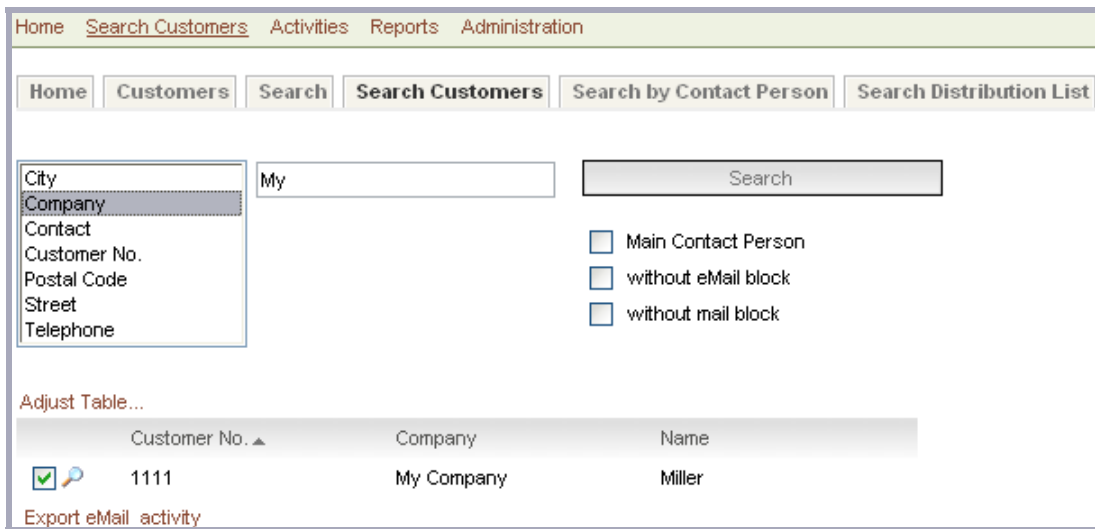 Home Search Customers Activities Reports Administration
Home Customers Search Search Customers Search by Contact Person Search Distribution List
City
Company
Contact
Customer No.
Postal Code
Street
Telephone
My
Search
Main Contact Person
without eMail block
without mail block
Adjust Table...
Customer No. Company Name
1111 My Company Miller
Export eMail activity